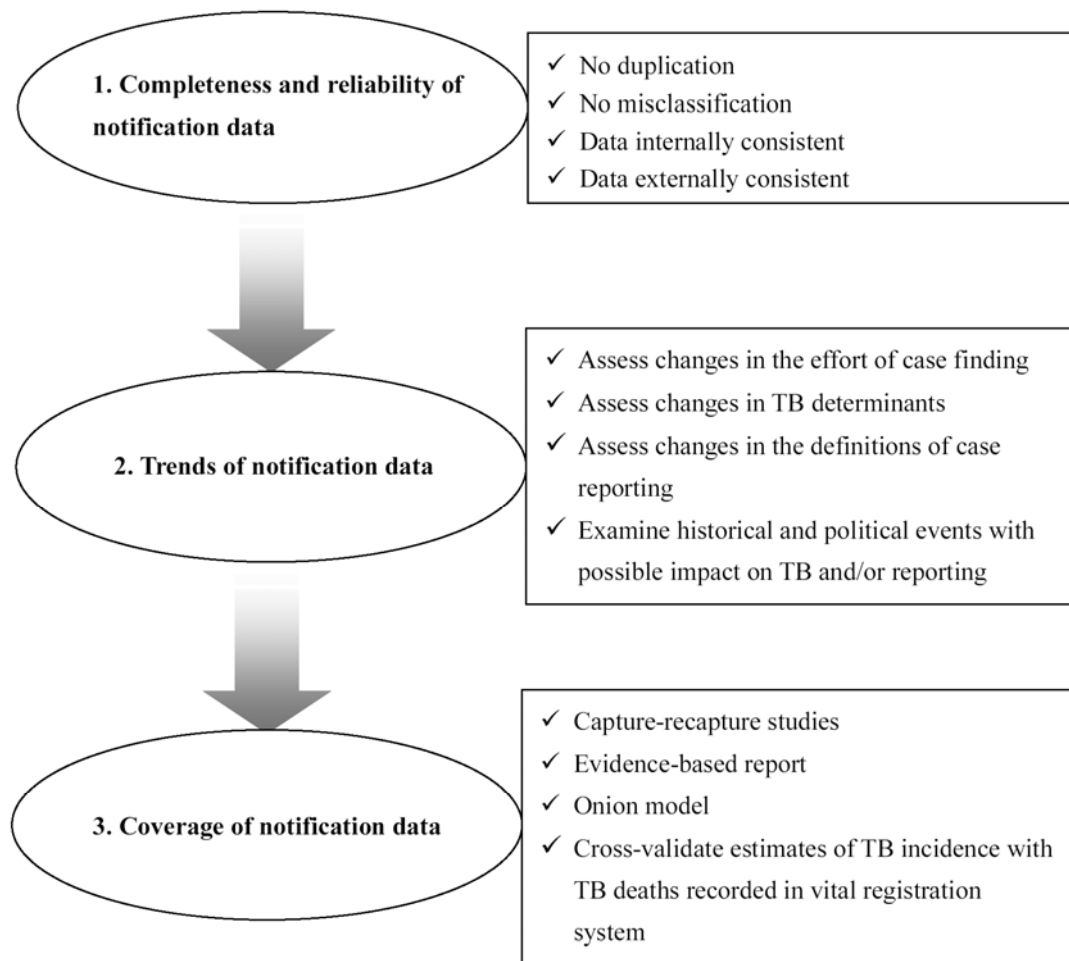 1. Completeness and reliability of
notification data
✓ No duplication
✓ No misclassification
✓ Data internally consistent
✓ Data externally consistent
2. Trends of notification data
✓ Assess changes in the effort of case finding
✓ Assess changes in TB determinants
✓ Assess changes in the definitions of case
reporting
✓ Examine historical and political events with
possible impact on TB and/or reporting
3. Coverage of notification data
✓ Capture-recapture studies
✓ Evidence-based report
✓ Onion model
✓ Cross-validate estimates of TB incidence with
TB deaths recorded in vital registration
system